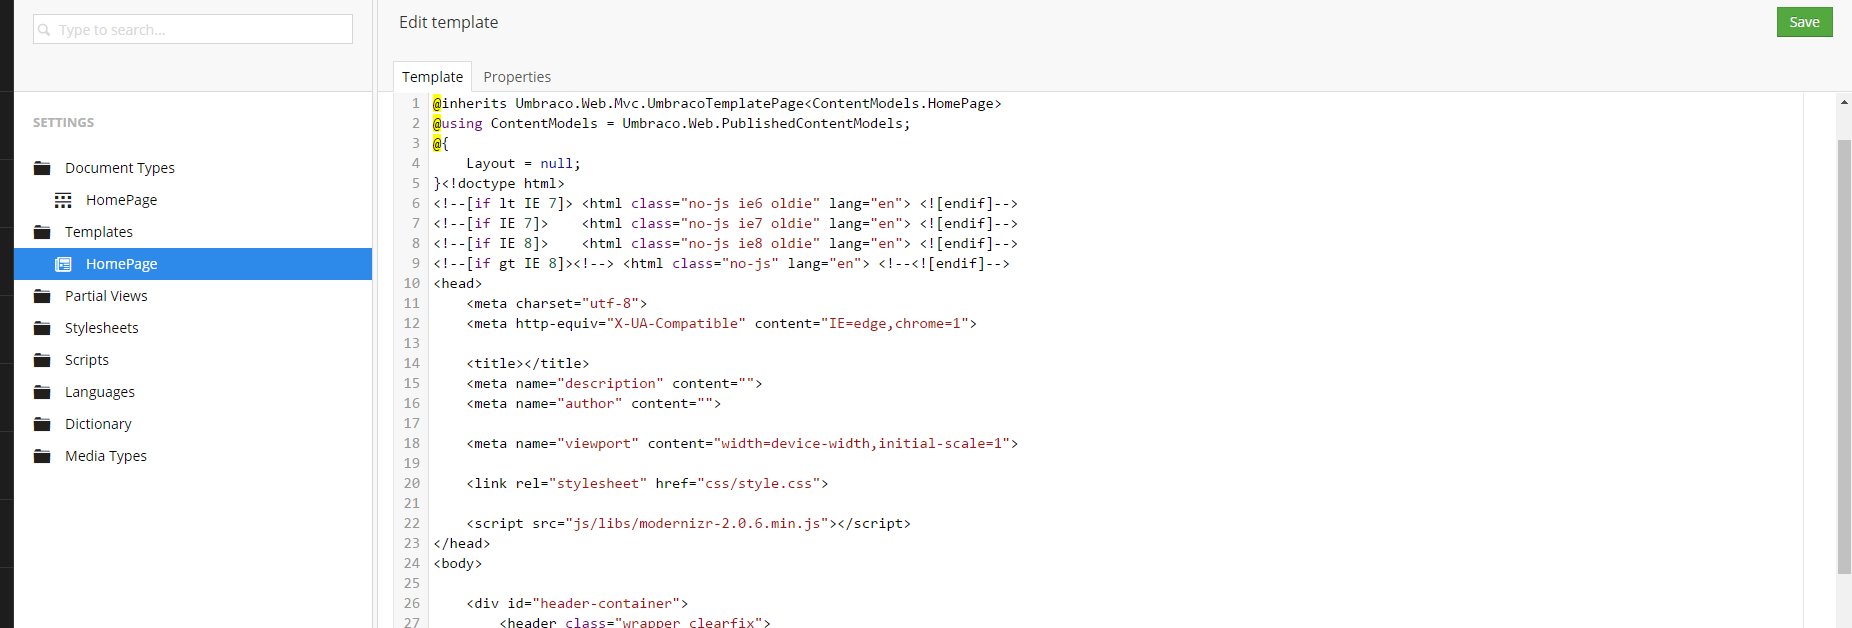 Type to search...
Edit template
Save
Template Properties
SETTINGS
Document Types
HomePage
Templates
HomePage
Partial Views
Stylesheets
Scripts
Languages
Dictionary
Media Types
1 @inherits Umbraco.Web.Mvc.UmbracoTemplatePage<ContentModels.HomePage>
2 @using ContentModels = Umbraco.Web.PublishedContentModels;
3 @{
4     Layout = null;
5 }<!doctype html>
6 <!--[if lt IE 7]> <html class="no-js ie6 oldie" lang="en"> <![endif]-->
7 <!--[if IE 7]>    <html class="no-js ie7 oldie" lang="en"> <![endif]-->
8 <!--[if IE 8]>    <html class="no-js ie8 oldie" lang="en"> <![endif]-->
9 <!--[if gt IE 8]><!--> <html class="no-js" lang="en"> <!--<![endif]-->
10 <head>
11     <meta charset="utf-8">
12     <meta http-equiv="X-UA-Compatible" content="IE=edge,chrome=1">
13
14     <title></title>
15     <meta name="description" content="">
16     <meta name="author" content="">
17
18     <meta name="viewport" content="width=device-width,initial-scale=1">
19
20     <link rel="stylesheet" href="css/style.css">
21
22     <script src="js/libs/modernizr-2.0.6.min.js"></script>
23 </head>
24 <body>
25
26     <div id="header-container">
27         <header class="wrapper clearfix">